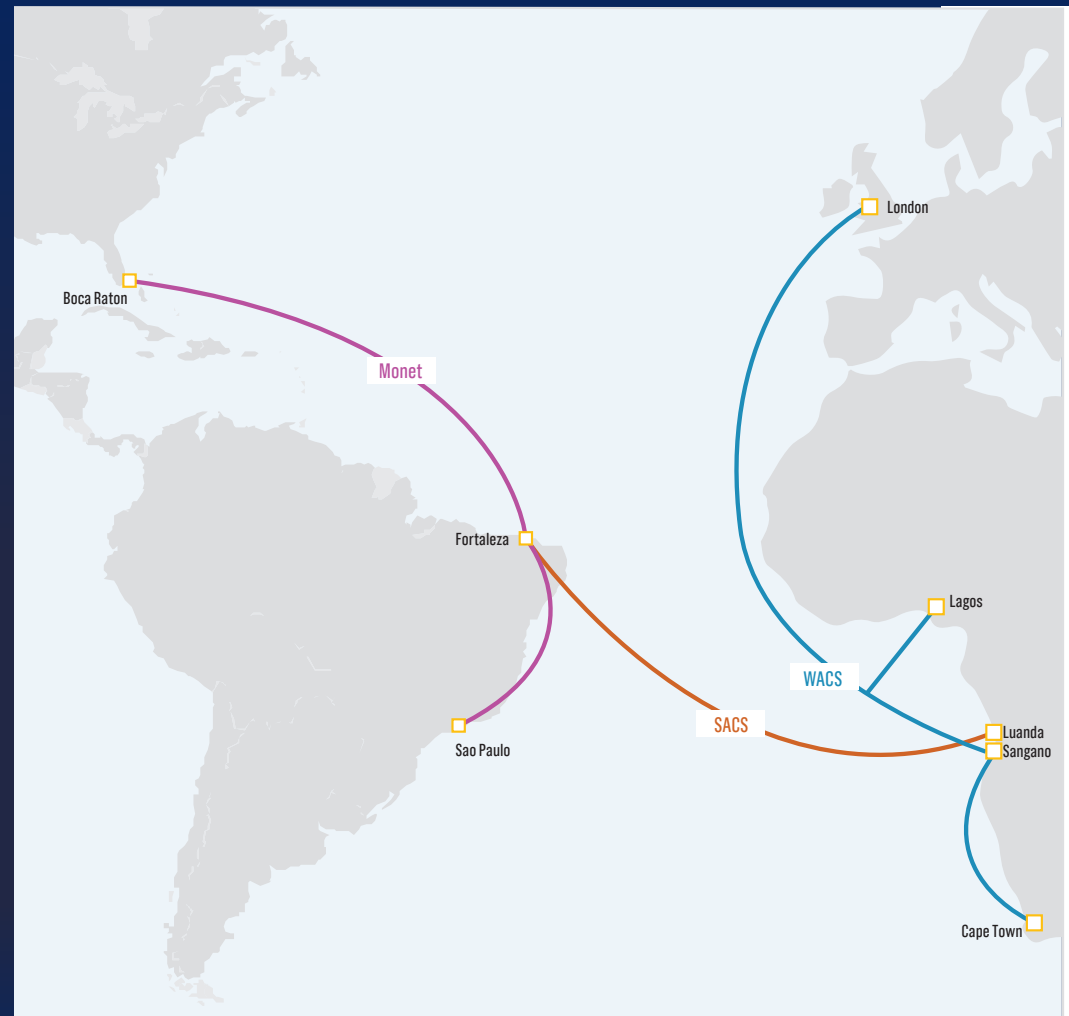 London
Boca Raton
Monet
Fortaleza
Lagos
WACS
SACS
Luanda
Sangano
Sao Paulo
Cape Town